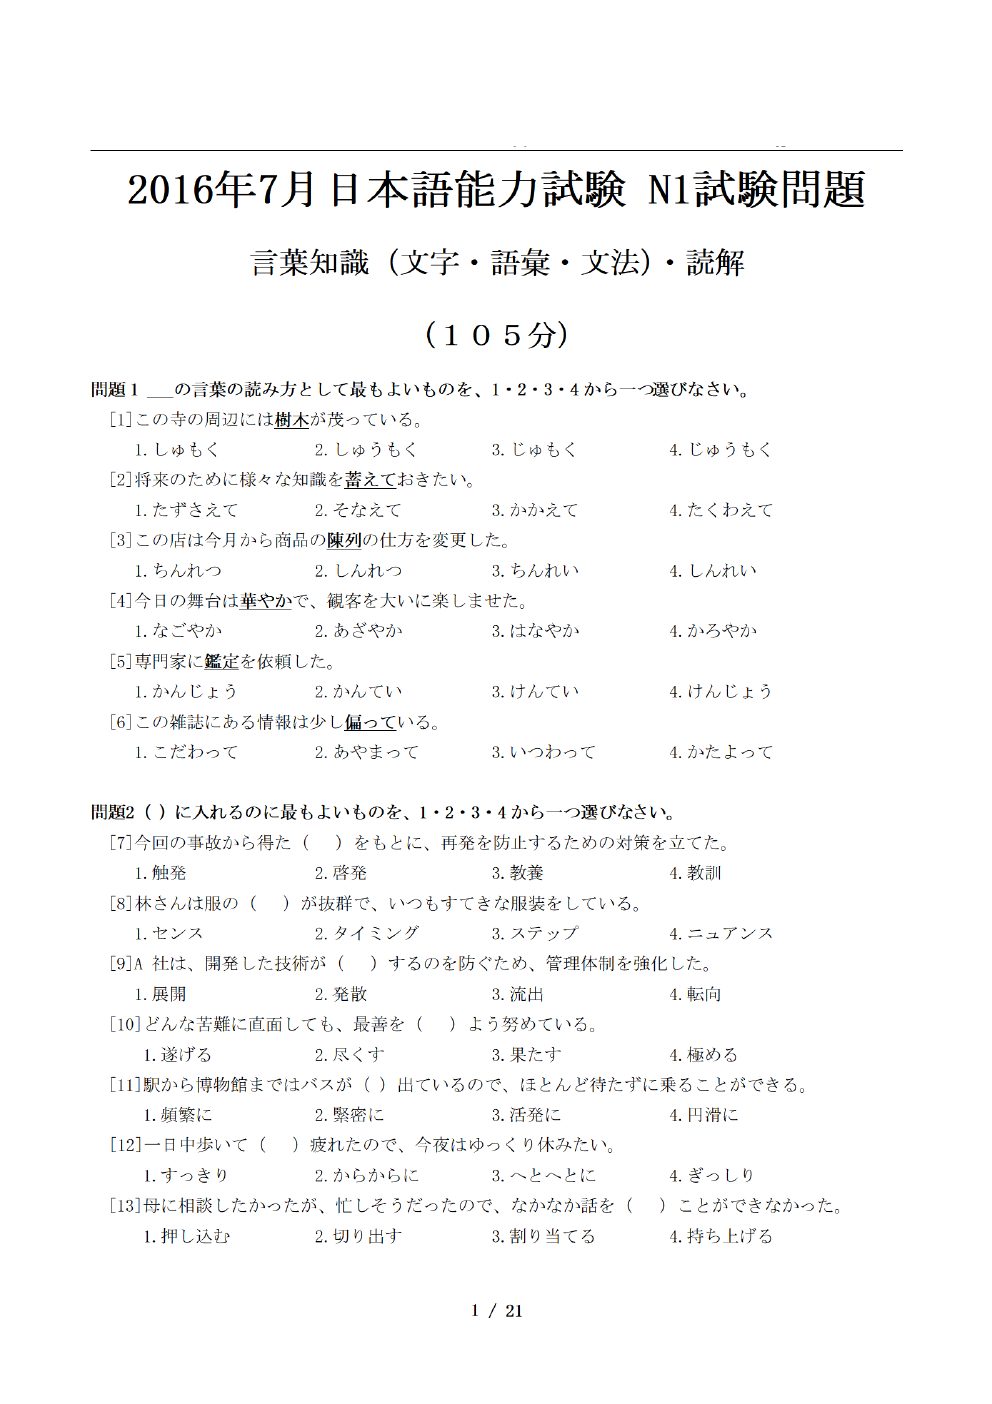 2016年7月日本語能力試験 N1試験問題
言葉知識（文字・語彙・文法）・読解
（１０５分）
問題１ ___の言葉の読み方として最もよいものを、1・2・3・4から一つ選びなさい。
[1]この寺の周辺には樹木が茂っている。
1.しゅもく 2.しゅうもく 3.じゅもく 4.じゅうもく
[2]将来のために様々な知識を蓄えておきたい。
1.たずさえて 2.そなえて 3.かかえて 4.たくわえて
[3]この店は今月から商品の陳列の仕方を変更した。
1.ちんれつ 2.しんれつ 3.ちんれい 4.しんれい
[4]今日の舞台は華やかで、観客を大いに楽しませた。
1.なごやか 2.あざやか 3.はなやか 4.かろやか
[5]専門家に鑑定を依頼した。
1.かんじょう 2.かんてい 3.けんてい 4.けんじょう
[6]この雑誌にある情報は少し偏っている。
1.こだわって 2.あやまって 3.いつわって 4.かたよって
問題2（ ）に入れるのに最もよいものを、1・2・3・4から一つ選びなさい。
[7]今回の事故から得た（　）をもとに、再発を防止するための対策を立てた。
1.触発 2.啓発 3.教養 4.教訓
[8]林さんは服の（　）が抜群で、いつもすてきな服装をしている。
1.センス 2.タイミング 3.ステップ 4.ニュアンス
[9]A 社は、開発した技術が（　）するのを防ぐため、管理体制を強化した。
1.展開 2.発散 3.流出 4.転向
[10]どんな苦難に直面しても、最善を（　）よう努めている。
1.遂げる 2.尽くす 3.果たす 4.極める
[11]駅から博物館まではバスが（ ）出ているので、ほとんど待たずに乗ることができる。
1.頻繁に 2.緊密に 3.活発に 4.円滑に
[12]一日中歩いて（　）疲れたので、今夜はゆっくり休みたい。
1.すっきり 2.からからに 3.へとへとに 4.ぎっしり
[13]母に相談したかったが、忙しそうだったので、なかなか話を（　）ことができなかった。
1.押し込む 2.切り出す 3.割り当てる 4.持ち上げる
1 / 21